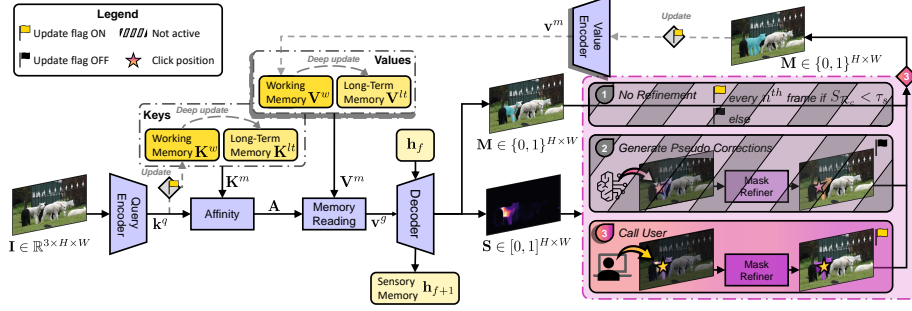 Legend
Update flag ON
Not active
Update flag OFF
Click position
v^m
Value Encoder
Update
M ∈ {0, 1}^{H×W}
3
Deep update
Values
Working Memory V^w
Long-Term Memory V^{lt}
Keys
Deep update
Working Memory K^w
Long-Term Memory K^{lt}
Update
K^m
V^m
h_f
M ∈ {0, 1}^{H×W}
I ∈ ℝ^{3×H×W}
Query Encoder
k^q
Affinity
A
Memory Reading
v^g
Decoder
S ∈ [0, 1]^{H×W}
Sensory Memory h_{f+1}
1 No Refinement
every n^{th} frame if S_{R_c} < τ_s
else
2 Generate Pseudo Corrections
Mask Refiner
3 Call User
Mask Refiner